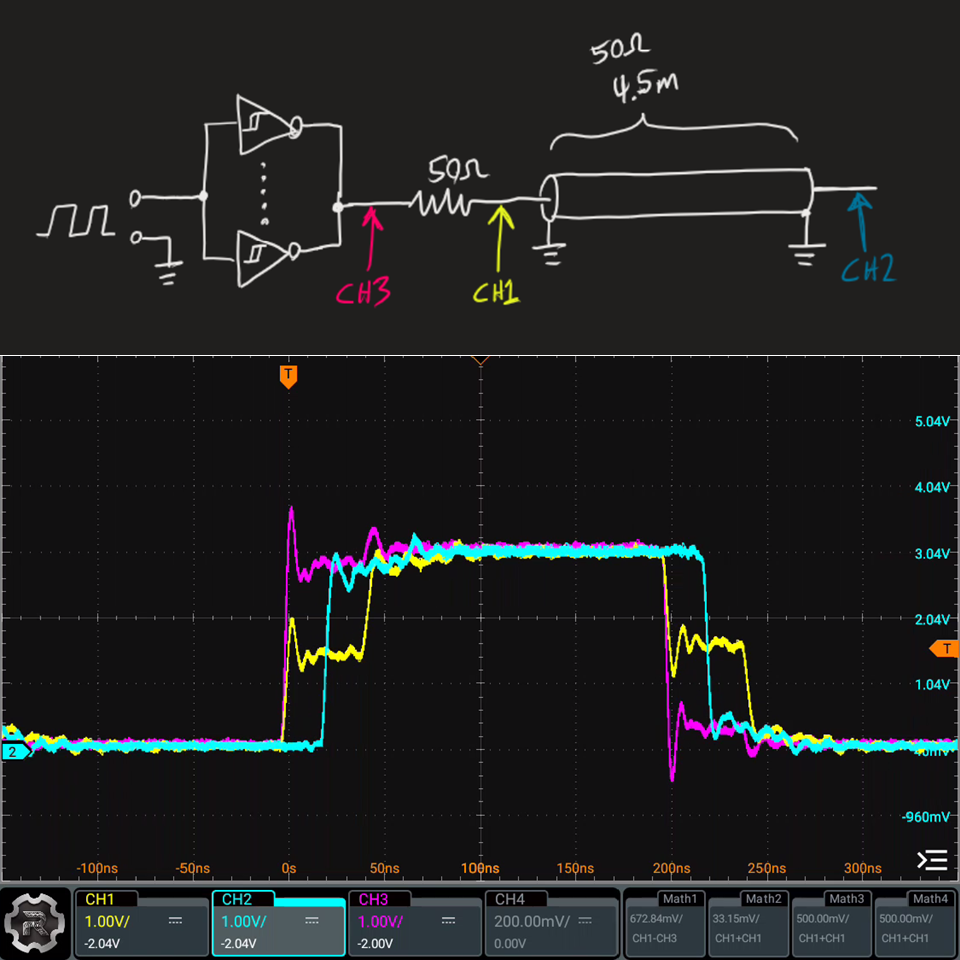 50Ω
4.5m
50Ω
CH3
CH1
CH2
T
5.04V
4.04V
3.04V
2.04V
T
1.04V
2
-960mV
-100ns
-50ns
0s
50ns
100ns
150ns
200ns
250ns
300ns
R
CH1
1.00V/
-2.04V
CH2
1.00V/
-2.04V
CH3
1.00V/
-2.00V
CH4
200.00mV/
0.00V
Math1
672.84mV/
CH1-CH3
Math2
33.15mV/
CH1+CH1
Math3
500.00mV/
CH1+CH1
Math4
500.00mV/
CH1+CH1